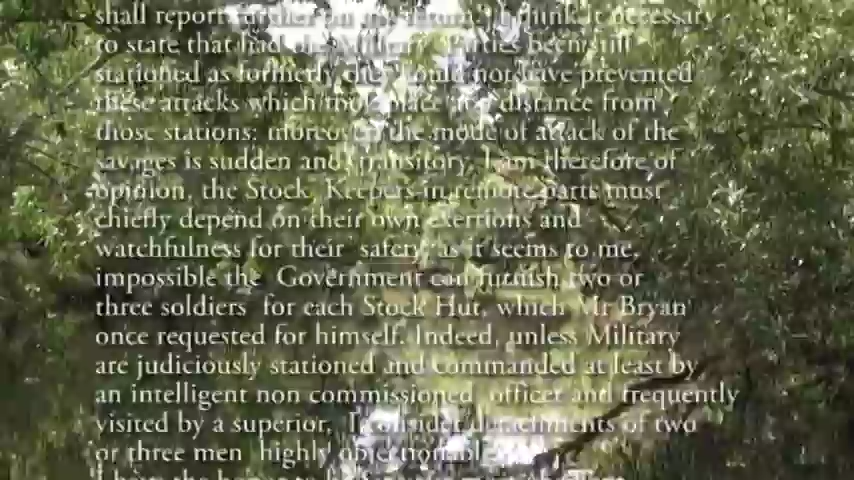 shall report further on my return. I think it necessary
to state that had the Military Parties been still
stationed as formerly they could not have prevented
these attacks which took place at a distance from
those stations: moreover the mode of attack of the
savages is sudden and transitory. I am therefore of
opinion, the Stock Keepers in remote parts must
chiefly depend on their own exertions and
watchfulness for their safety as it seems to me,
impossible the Government can furnish two or
three soldiers for each Stock Hut, which Mr Bryan
once requested for himself. Indeed, unless Military
are judiciously stationed and commanded at least by
an intelligent non commissioned officer and frequently
visited by a superior, I consider detachments of two
or three men highly objectionable.
I have the honor to